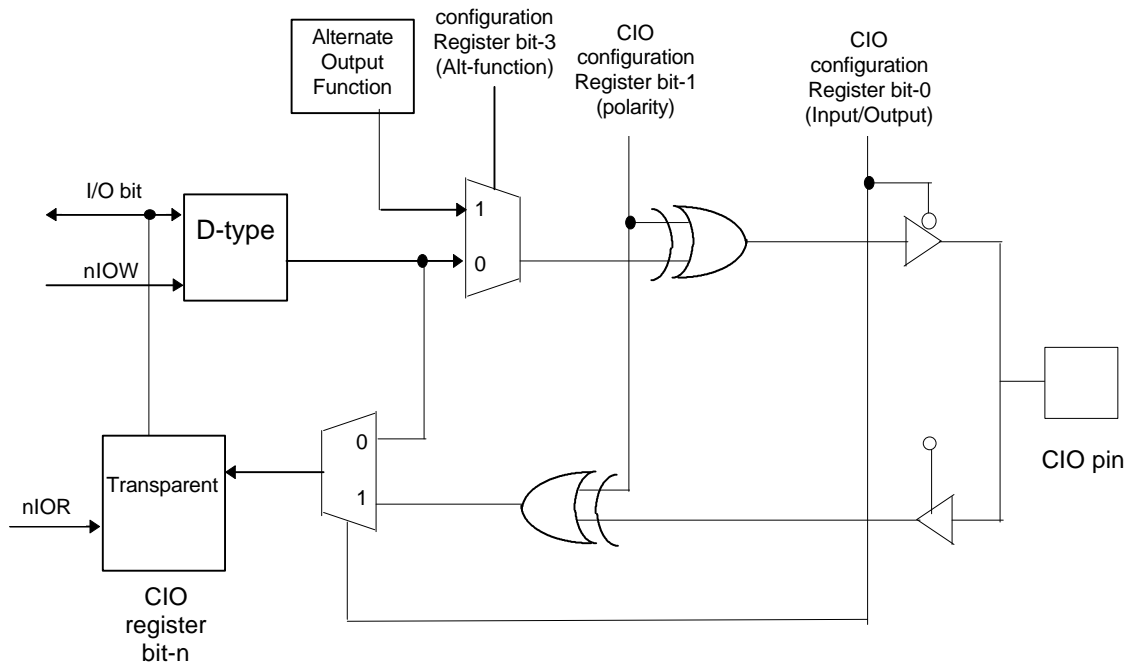 Alternate
Output
Function
configuration
Register bit-3
(Alt-function)
CIO
configuration
Register bit-1
(polarity)
CIO
configuration
Register bit-0
(Input/Output)
I/O bit
D-type
nIOW
1
0
0
1
Transparent
nIOR
CIO
register
bit-n
CIO pin